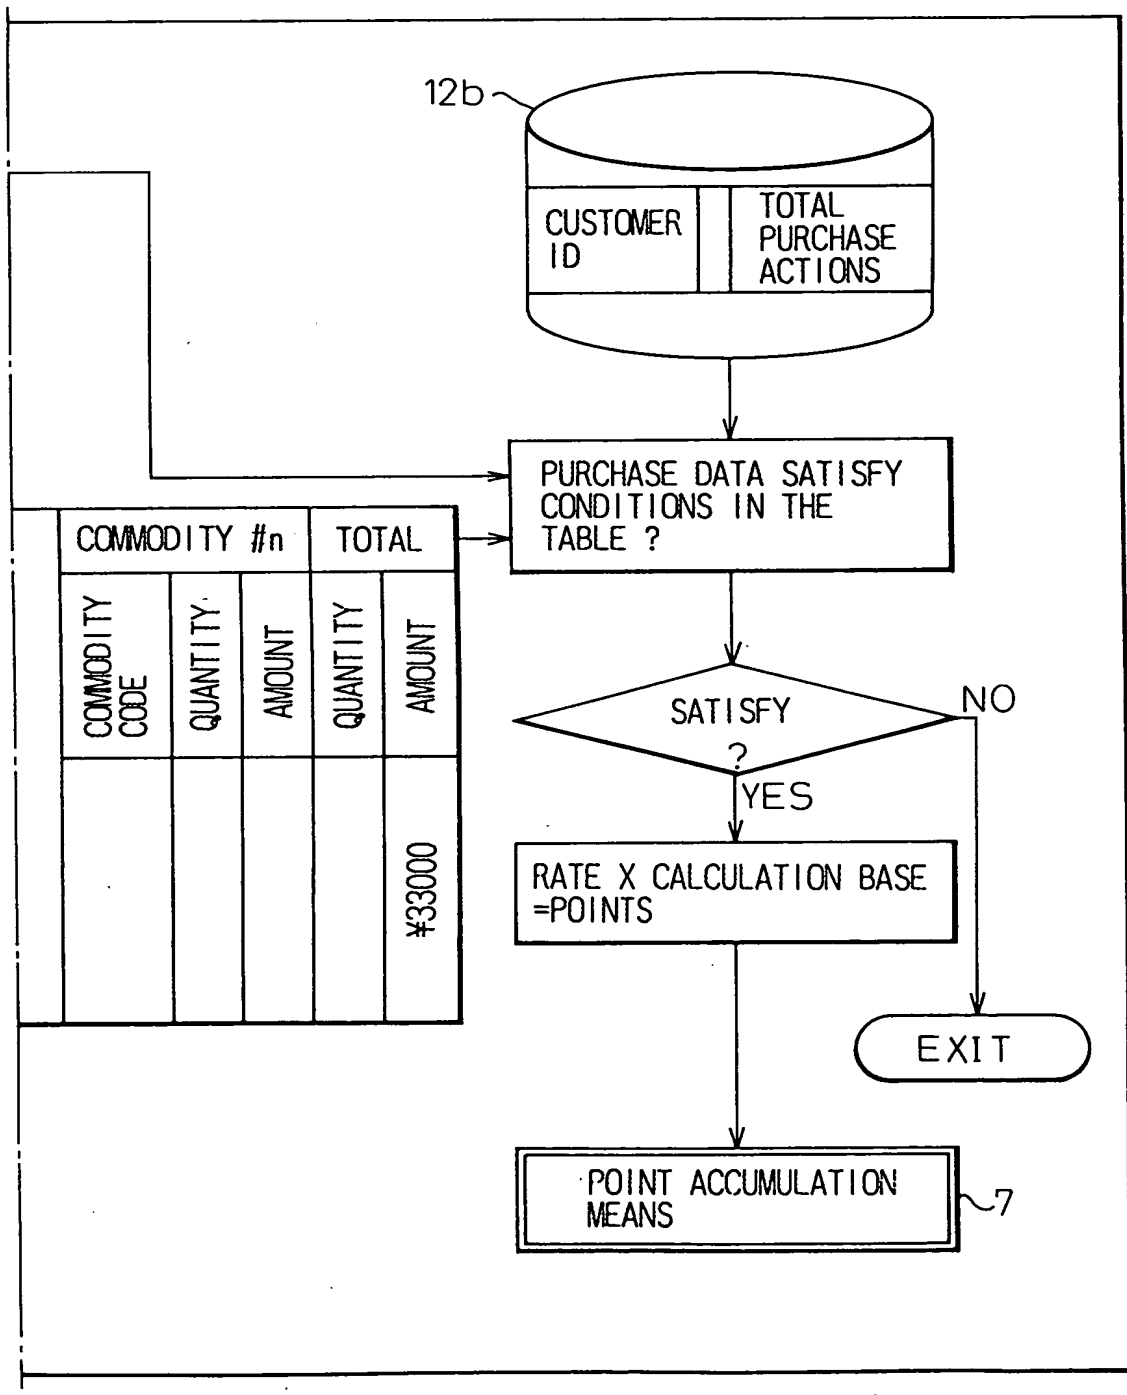 12b
CUSTOMER
ID
TOTAL
PURCHASE
ACTIONS
PURCHASE DATA SATISFY
CONDITIONS IN THE
TABLE ?
COMMODITY #n
TOTAL
COMMODITY
CODE
QUANTITY
AMOUNT
QUANTITY
AMOUNT
¥33000
SATISFY
?
NO
YES
RATE X CALCULATION BASE
=POINTS
EXIT
POINT ACCUMULATION
MEANS
7